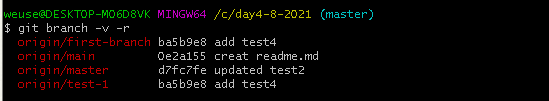 weuse@DESKTOP-MO6D8VK MINGW64 /c/day4-8-2021 (master)
$ git branch -v -r
origin/first-branch ba5b9e8 add test4
origin/main 0e2a155 creat readme.md
origin/master d7fc7fe updated test2
origin/test-1 ba5b9e8 add test4